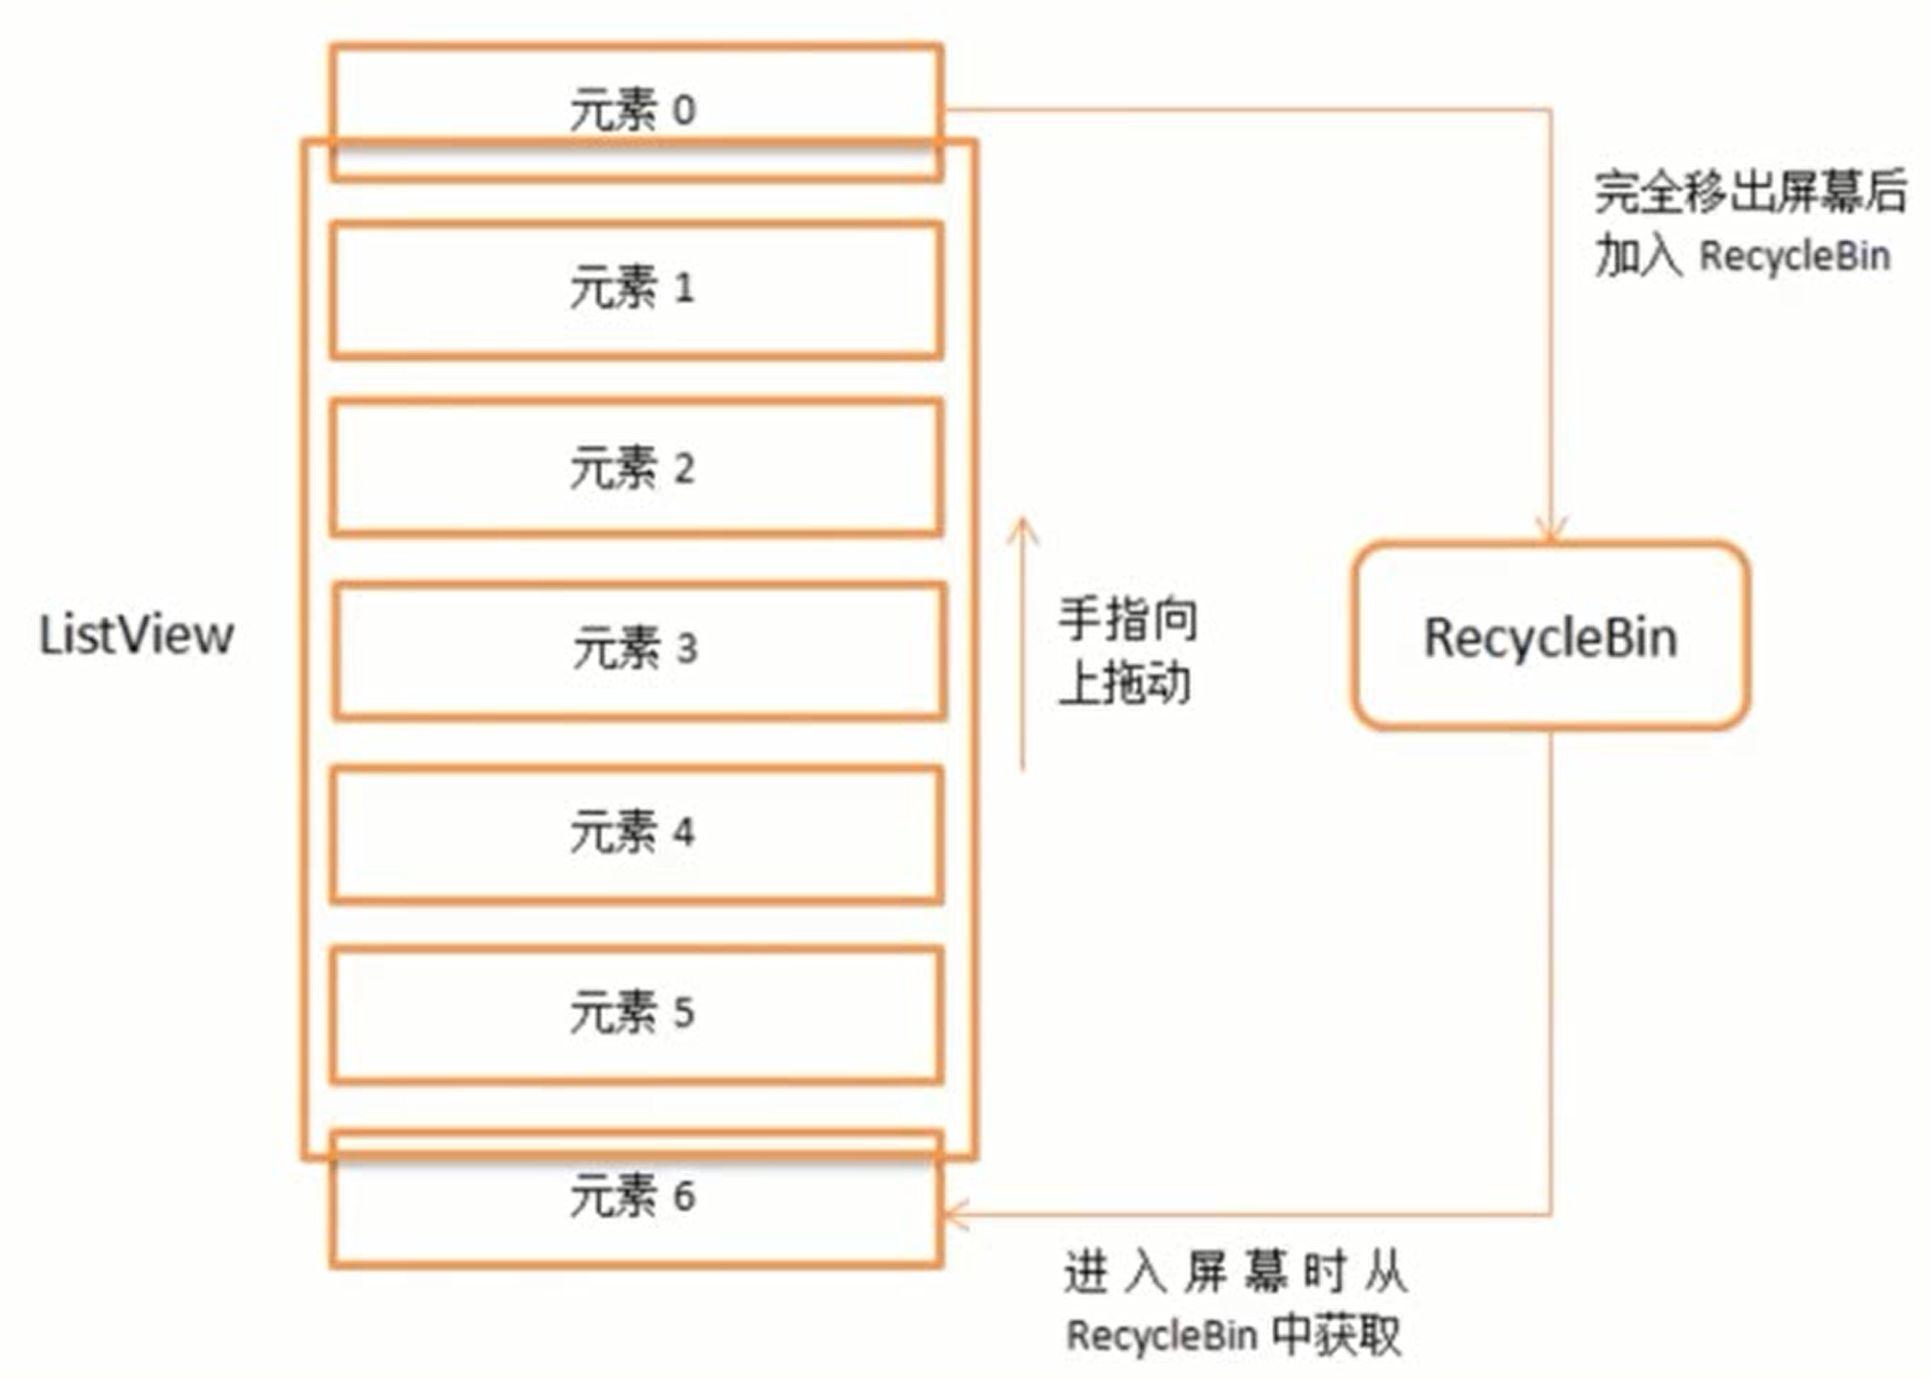 元素 0
完全移出屏幕后
加入 RecycleBin
元素 1
元素 2
ListView
元素 3
手指向
上拖动
RecycleBin
元素 4
元素 5
元素 6
进入屏幕时从
RecycleBin 中获取